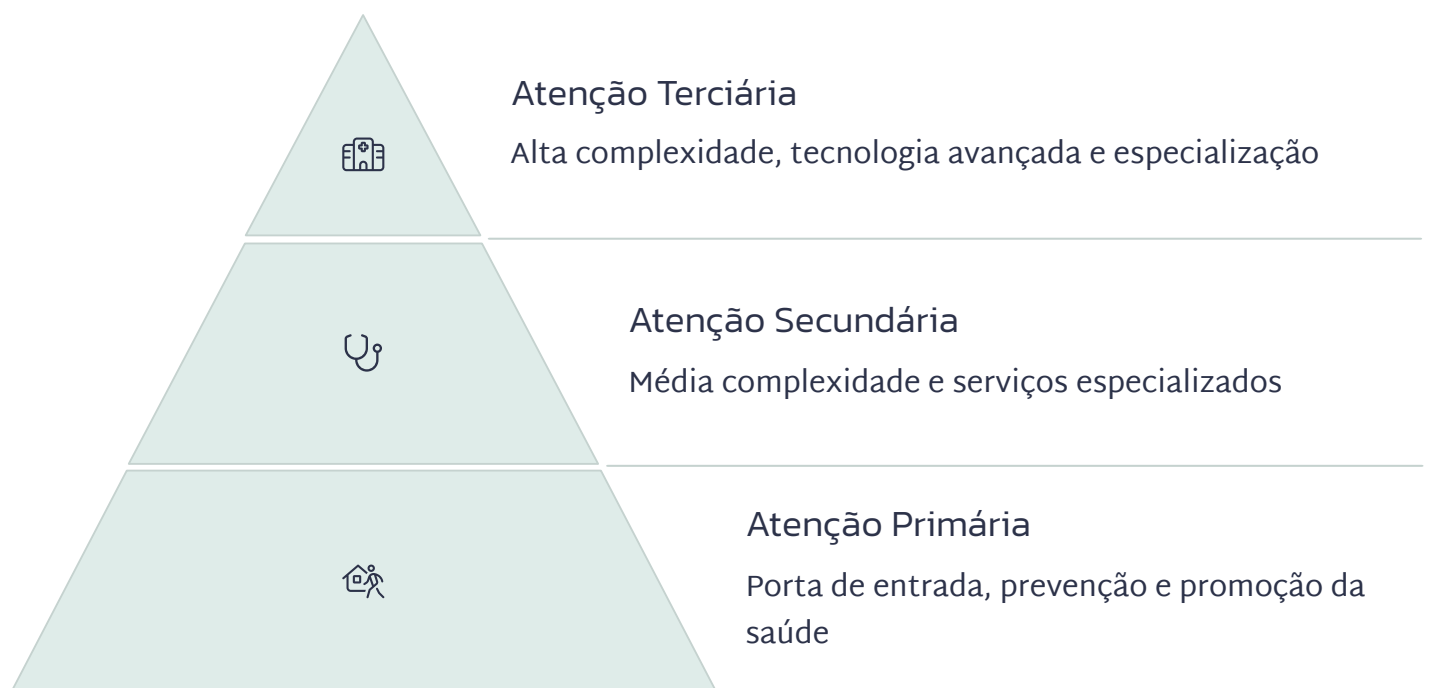 Atenção Terciária
Alta complexidade, tecnologia avançada e especialização
Atenção Secundária
Média complexidade e serviços especializados
Atenção Primária
Porta de entrada, prevenção e promoção da
saúde